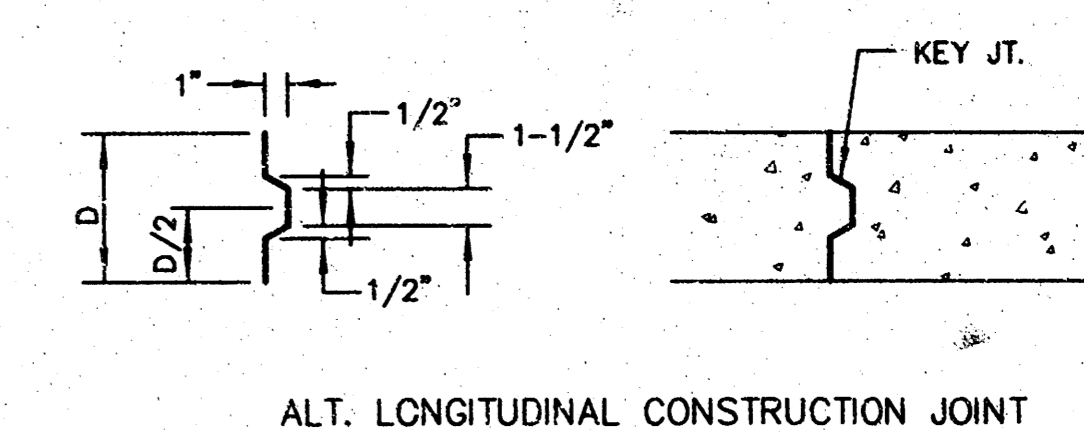 KEY JT.
1"
1/2"
1-1/2"
D
D/2
1/2"
ALT. LONGITUDINAL CONSTRUCTION JOINT